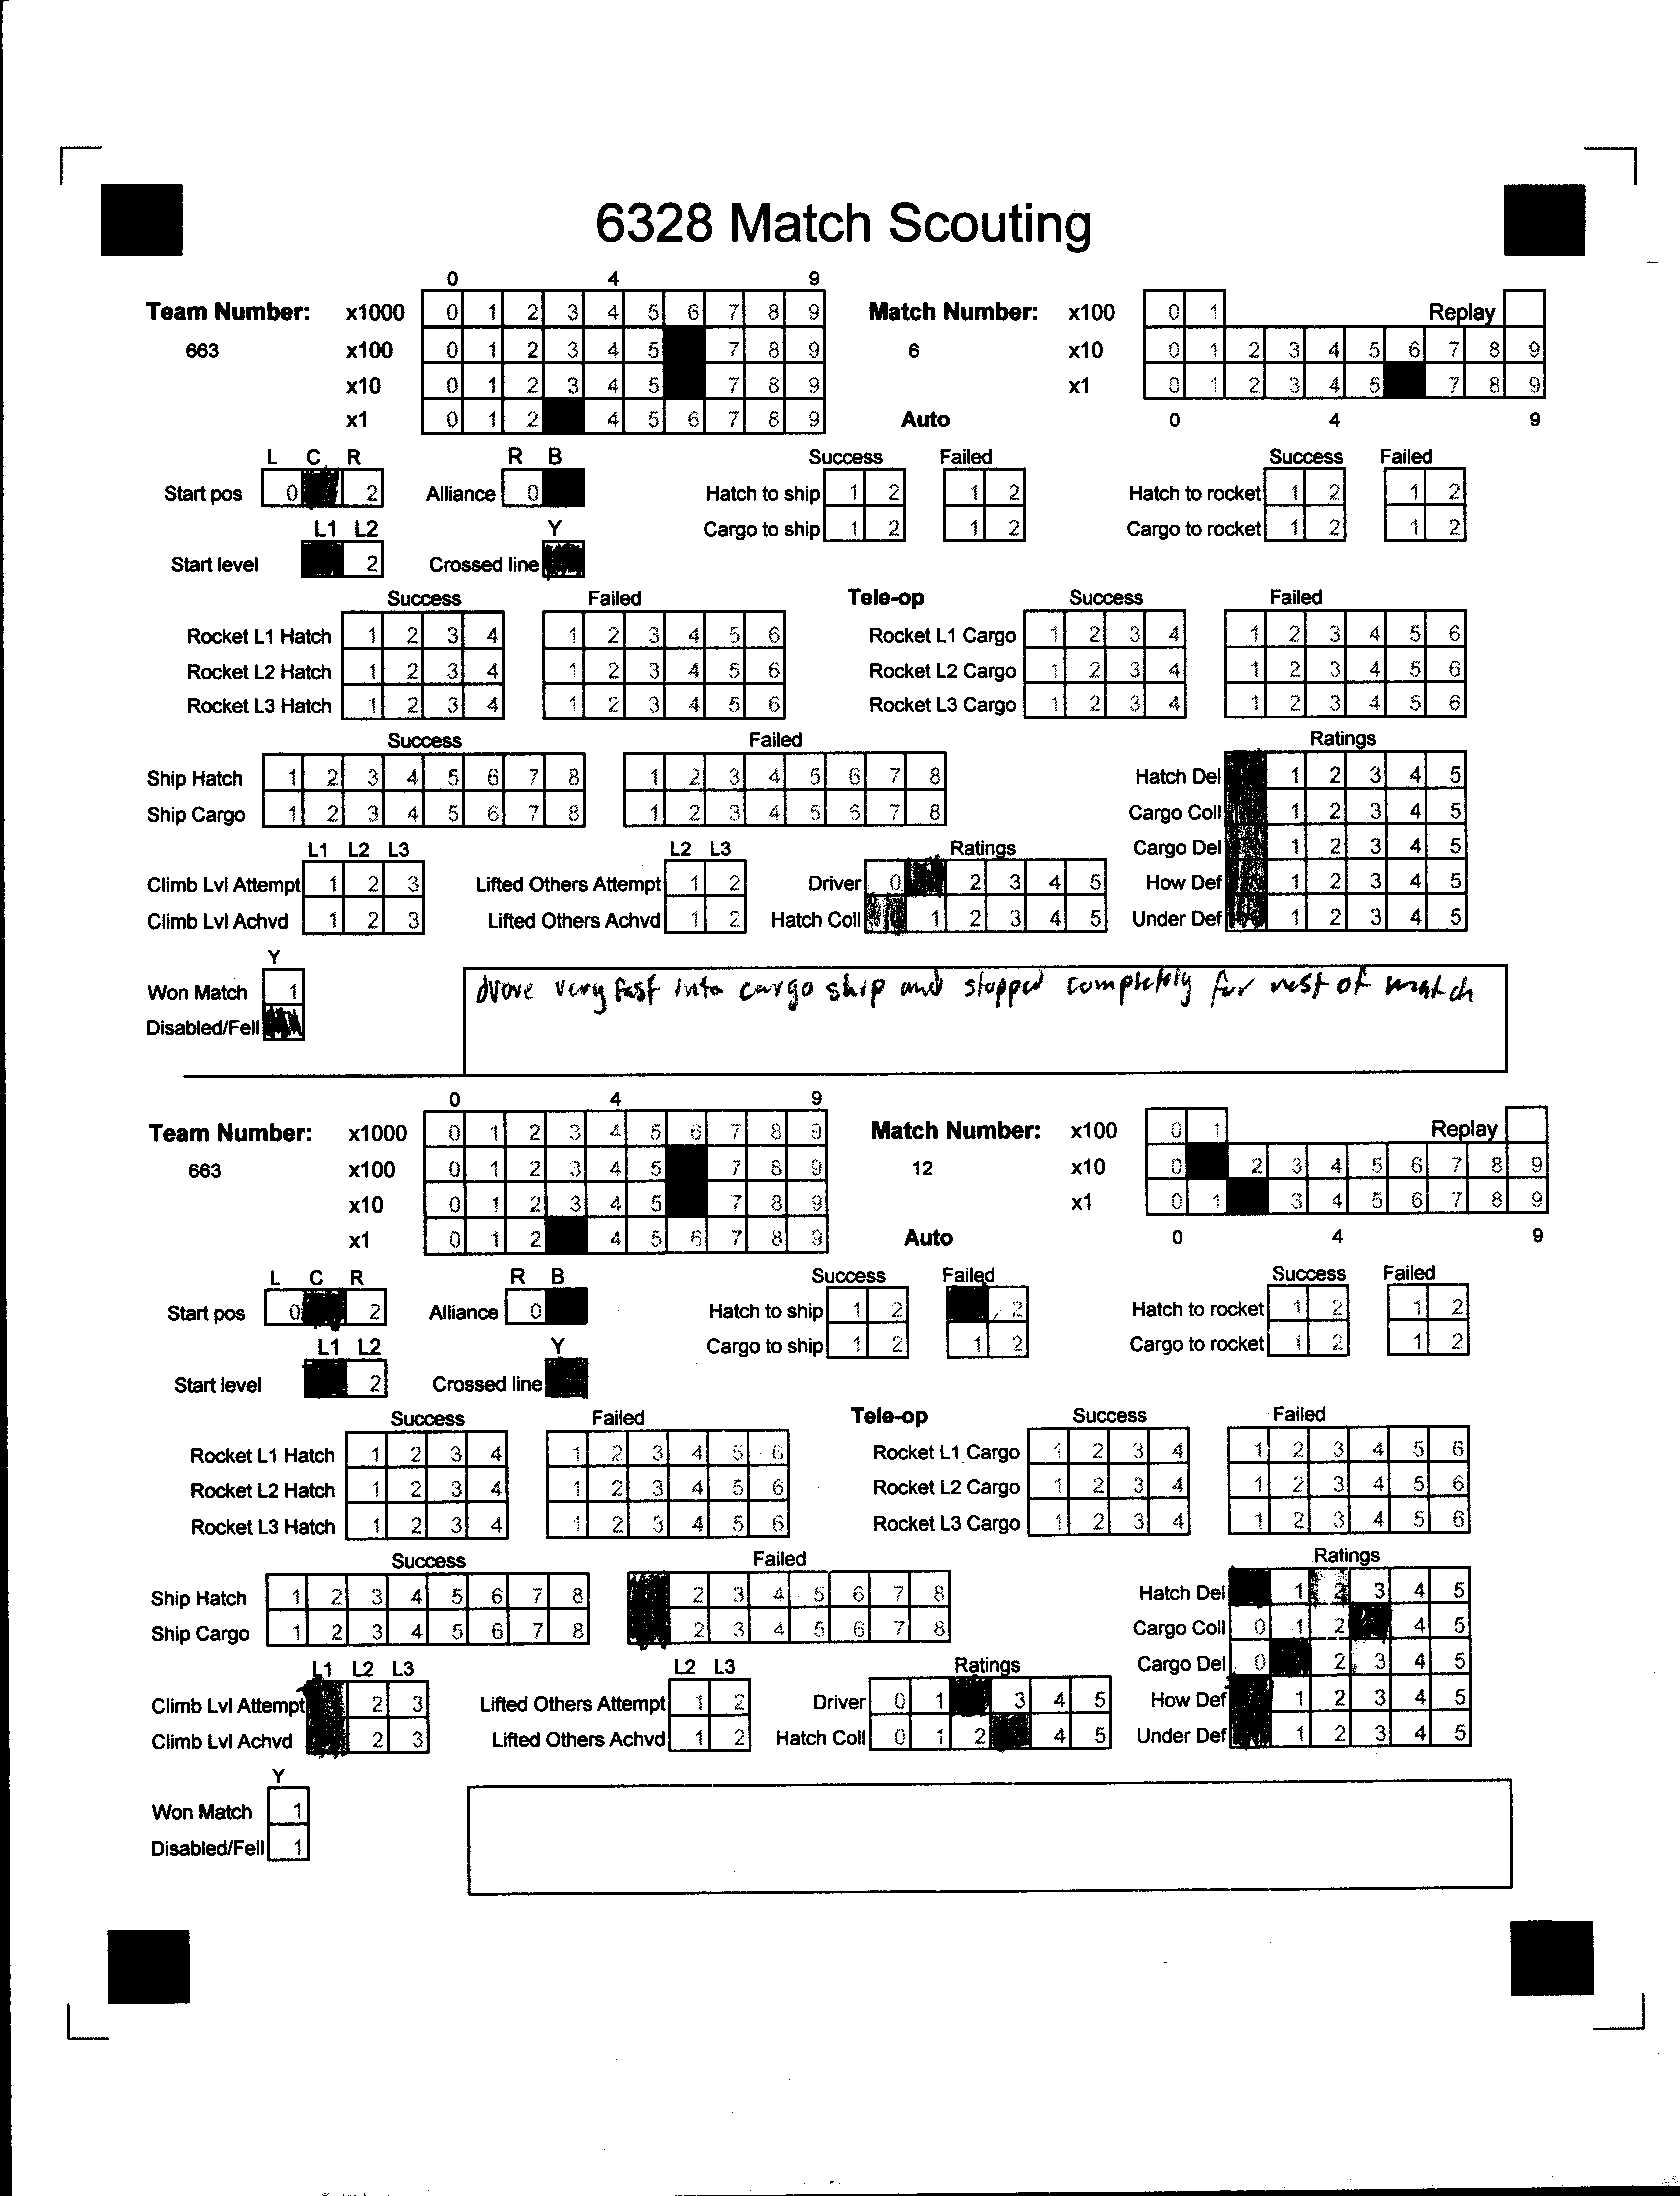 6328 Match Scouting
0 4 9
Team Number: x1000 0 1 2 3 4 5 6 7 8 9 Match Number: x100 0 1 Replay
663 x100 0 1 2 3 4 5 7 8 9 6 x10 0 1 2 3 4 5 6 7 8 9
x10 0 1 2 3 4 5 7 8 9 x1 0 1 2 3 4 5 7 8 9
x1 0 1 2 4 5 6 7 8 9 Auto 0 4 9
L C R R B Success Failed Success Failed
Start pos 0 2 Alliance 0 Hatch to ship 1 2 1 2 Hatch to rocket 1 2 1 2
L1 L2 Y Cargo to ship 1 2 1 2 Cargo to rocket 1 2 1 2
Start level 2 Crossed line
Success Failed Tele-op Success Failed
Rocket L1 Hatch 1 2 3 4 1 2 3 4 5 6 Rocket L1 Cargo 1 2 3 4 1 2 3 4 5 6
Rocket L2 Hatch 1 2 3 4 1 2 3 4 5 6 Rocket L2 Cargo 1 2 3 4 1 2 3 4 5 6
Rocket L3 Hatch 1 2 3 4 1 2 3 4 5 6 Rocket L3 Cargo 1 2 3 4 1 2 3 4 5 6
Success Failed Ratings
Ship Hatch 1 2 3 4 5 6 7 8 1 2 3 4 5 6 7 8 Hatch Del 1 2 3 4 5
Ship Cargo 1 2 3 4 5 6 7 8 1 2 3 4 5 6 7 8 Cargo Coll 1 2 3 4 5
L1 L2 L3 L2 L3 Ratings Cargo Del 1 2 3 4 5
Climb Lvl Attempt 1 2 3 Lifted Others Attempt 1 2 Driver 0 2 3 4 5 How Def 1 2 3 4 5
Climb Lvl Achvd 1 2 3 Lifted Others Achvd 1 2 Hatch Coll 1 2 3 4 5 Under Def 1 2 3 4 5
Y
Won Match 1 drove very fast into cargo ship and stopped completely for rest of match
Disabled/Fell
0 4 9
Team Number: x1000 0 1 2 3 4 5 6 7 8 9 Match Number: x100 0 1 Replay
663 x100 0 1 2 3 4 5 7 8 9 12 x10 0 2 3 4 5 6 7 8 9
x10 0 1 2 3 4 5 7 8 9 x1 0 1 3 4 5 6 7 8 9
x1 0 1 2 4 5 6 7 8 9 Auto 0 4 9
L C R R B Success Failed Success Failed
Start pos 0 2 Alliance 0 Hatch to ship 1 2 2 Hatch to rocket 1 2 1 2
L1 L2 Y Cargo to ship 1 2 1 2 Cargo to rocket 1 2 1 2
Start level 2 Crossed line
Success Failed Tele-op Success Failed
Rocket L1 Hatch 1 2 3 4 1 2 3 4 5 6 Rocket L1 Cargo 1 2 3 4 1 2 3 4 5 6
Rocket L2 Hatch 1 2 3 4 1 2 3 4 5 6 Rocket L2 Cargo 1 2 3 4 1 2 3 4 5 6
Rocket L3 Hatch 1 2 3 4 1 2 3 4 5 6 Rocket L3 Cargo 1 2 3 4 1 2 3 4 5 6
Success Failed Ratings
Ship Hatch 1 2 3 4 5 6 7 8 2 3 4 5 6 7 8 Hatch Del 1 2 3 4 5
Ship Cargo 1 2 3 4 5 6 7 8 2 3 4 5 6 7 8 Cargo Coll 0 1 2 4 5
L1 L2 L3 L2 L3 Ratings Cargo Del 0 2 3 4 5
Climb Lvl Attempt 2 3 Lifted Others Attempt 1 2 Driver 0 1 3 4 5 How Def 1 2 3 4 5
Climb Lvl Achvd 2 3 Lifted Others Achvd 1 2 Hatch Coll 0 1 2 4 5 Under Def 1 2 3 4 5
Y
Won Match 1
Disabled/Fell 1